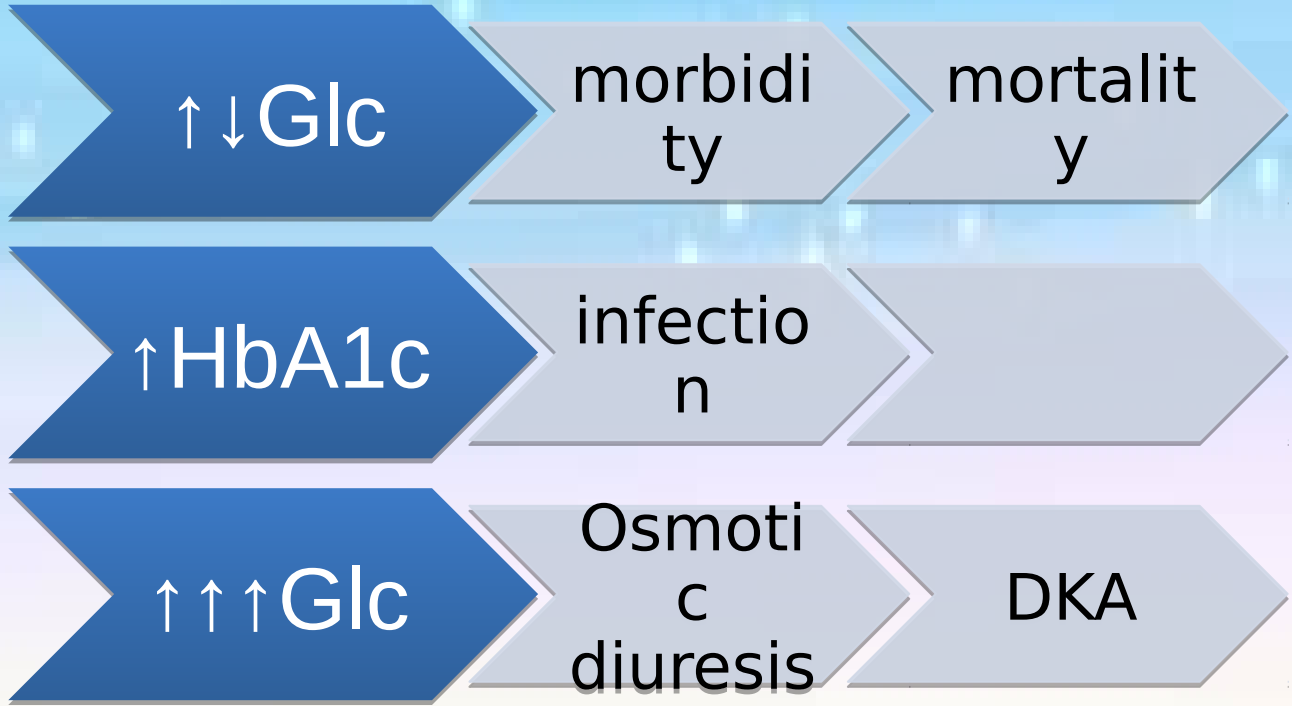 ↑↓Glc
morbidi
ty
mortalit
y
↑HbA1c
infectio
n
↑↑↑Glc
Osmoti
c
diuresis
DKA